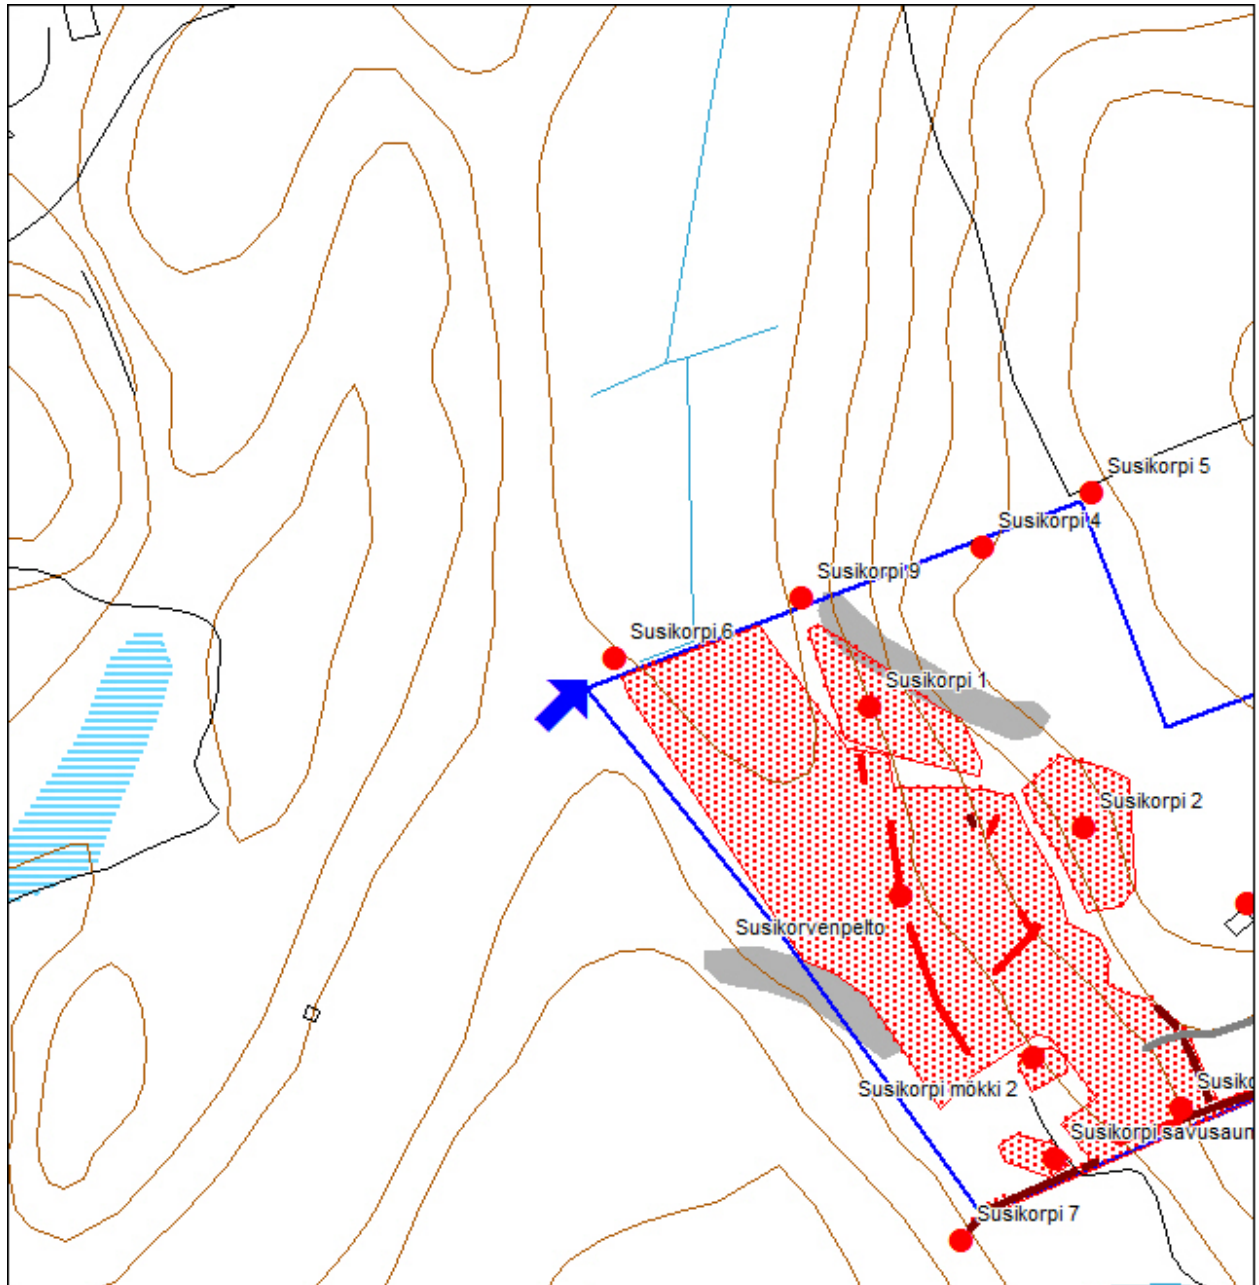 Susikorpi 5
Susikorpi 4
Susikorpi 9
Susikorpi 6
Susikorpi 1
Susikorpi 2
Susikorvenpelto
Susikorpi mökki 2
Susiko
Susikorpi savusaun
Susikorpi 7